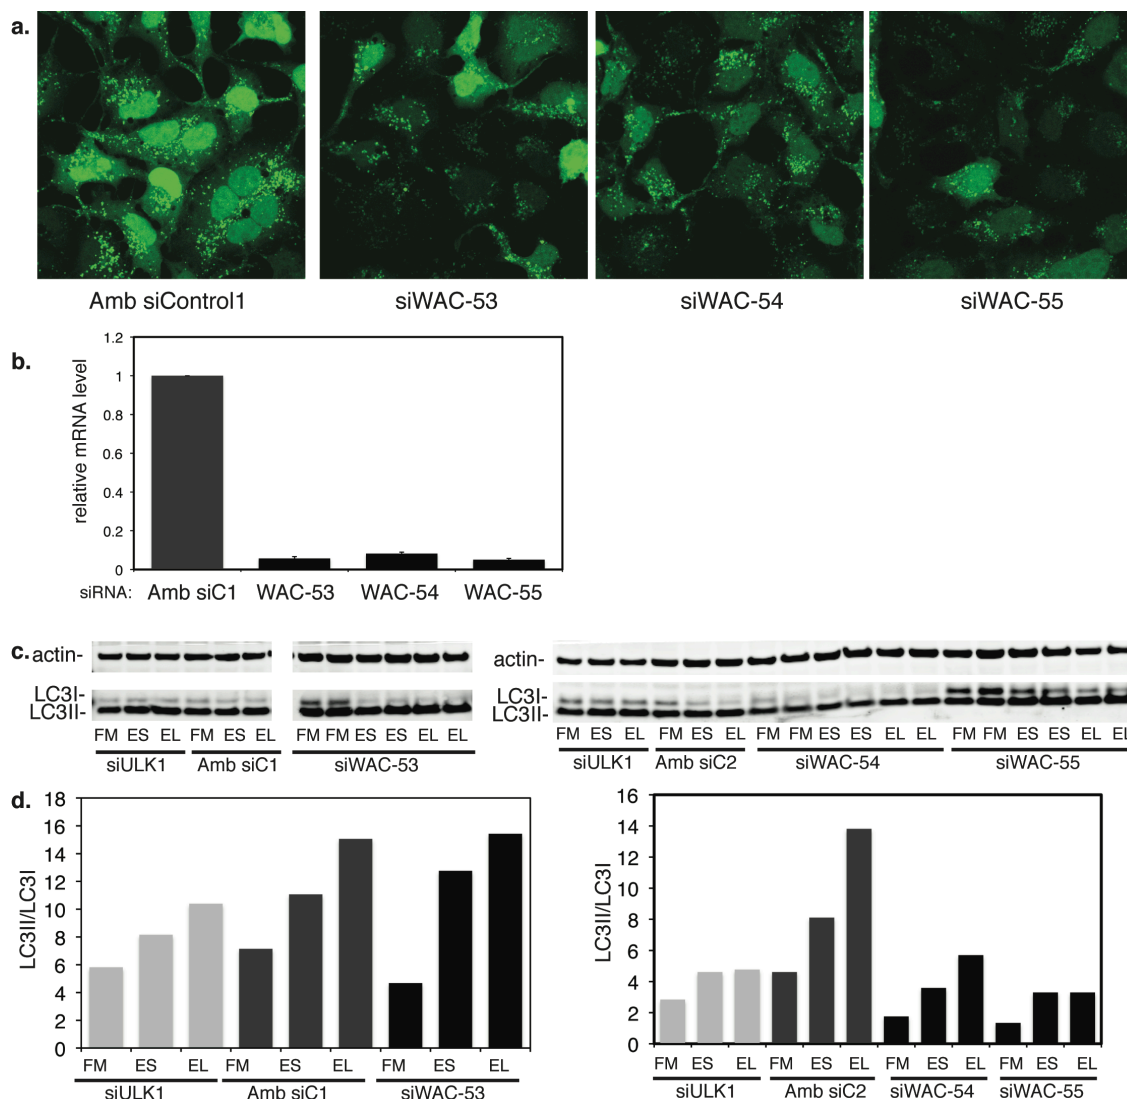 a.
Amb siControl1 siWAC-53 siWAC-54 siWAC-55
b.
relative mRNA level
1.2
1
0.8
0.6
0.4
0.2
0
siRNA: Amb siC1 WAC-53 WAC-54 WAC-55
c.
actin-
LC3I-
LC3II-
FM ES EL FM ES EL FM FM ES ES EL EL
siULK1 Amb siC1 siWAC-53
actin-
LC3I-
LC3II-
FM ES EL FM ES EL FM FM ES ES EL EL FM FM ES ES EL EL
siULK1 Amb siC2 siWAC-54 siWAC-55
d.
LC3II/LC3I
18
16
14
12
10
8
6
4
2
0
FM ES EL FM ES EL FM ES EL
siULK1 Amb siC1 siWAC-53
LC3II/LC3I
16
14
12
10
8
6
4
2
0
FM ES EL FM ES EL FM ES EL FM ES EL
siULK1 Amb siC2 siWAC-54 siWAC-55